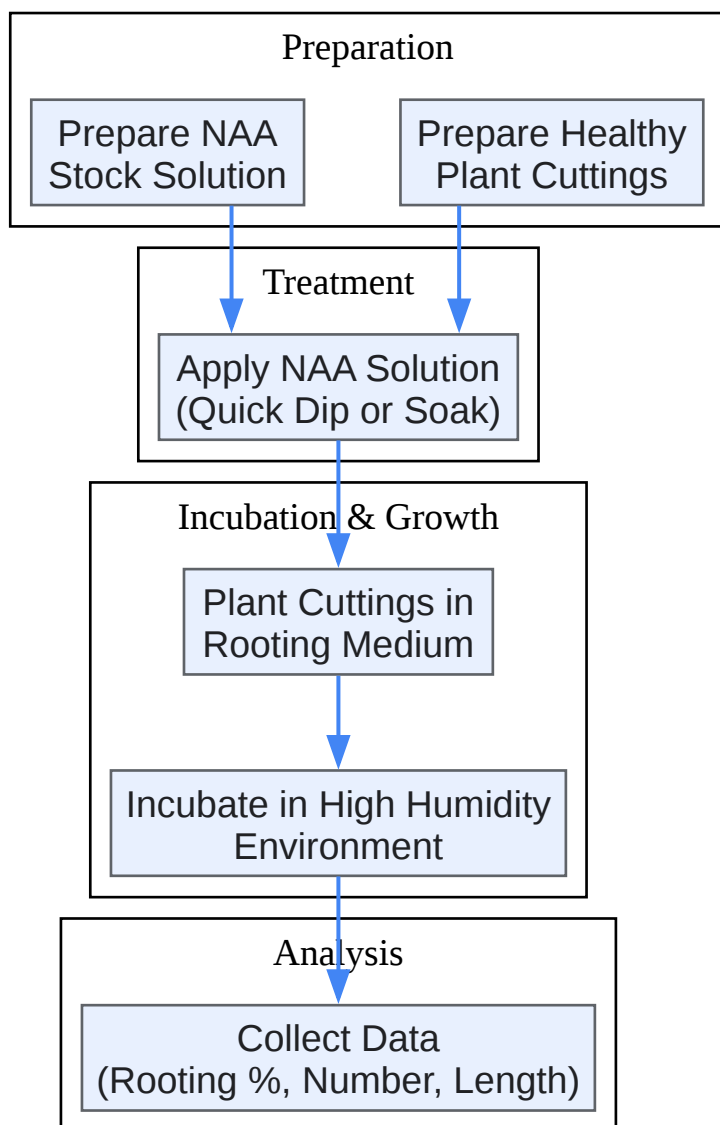 Preparation
Prepare NAA
Stock Solution
Prepare Healthy
Plant Cuttings
Treatment
Apply NAA Solution
(Quick Dip or Soak)
Incubation & Growth
Plant Cuttings in
Rooting Medium
Incubate in High Humidity
Environment
Analysis
Collect Data
(Rooting %, Number, Length)